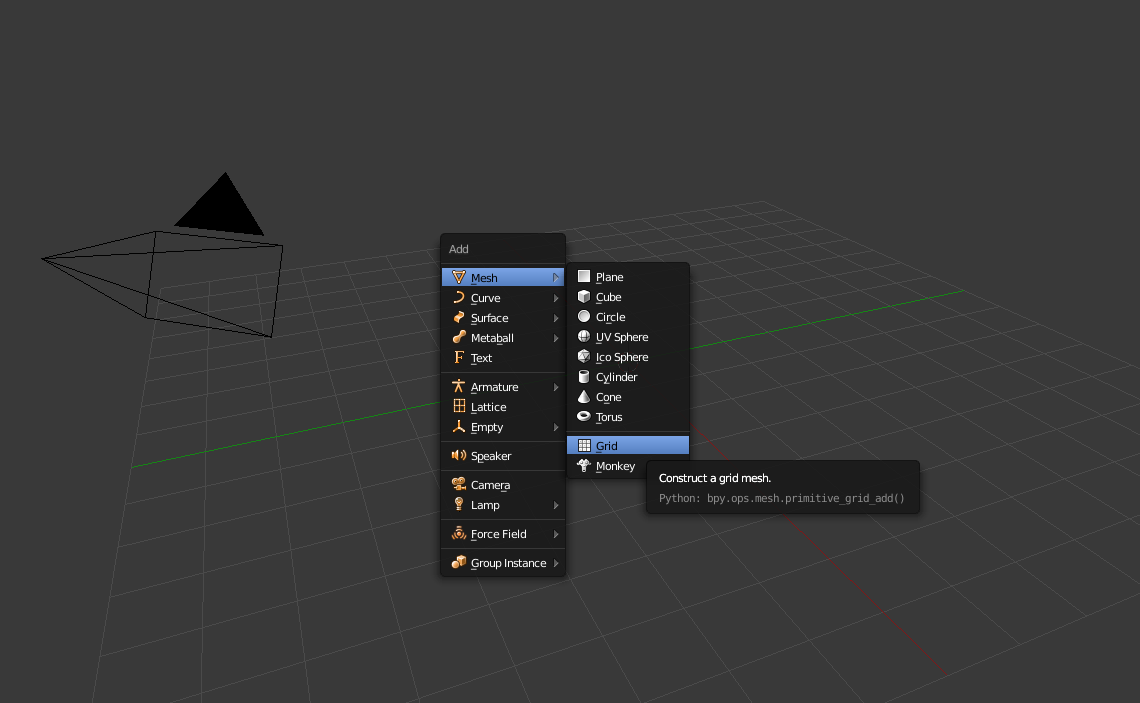 Add
Mesh
Curve
Surface
Metaball
Text
Armature
Lattice
Empty
Speaker
Camera
Lamp
Force Field
Group Instance
Plane
Cube
Circle
UV Sphere
Ico Sphere
Cylinder
Cone
Torus
Grid
Monkey
Construct a grid mesh.
Python: bpy.ops.mesh.primitive_grid_add()